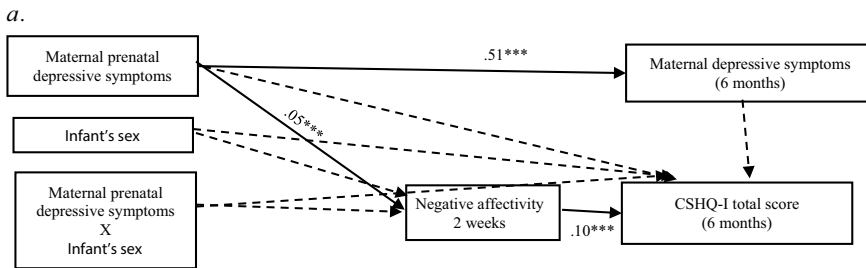 a.
Maternal prenatal
depressive symptoms
.51***
Maternal depressive symptoms
(6 months)
.05***
Infant's sex
Maternal prenatal
depressive symptoms
X
Infant's sex
Negative affectivity
2 weeks
.10***
CSHQ-I total score
(6 months)